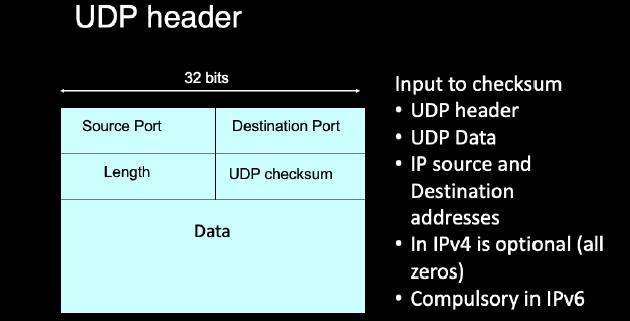 UDP header
32 bits
Source Port
Destination Port
Length
UDP checksum
Data
Input to checksum
• UDP header
• UDP Data
• IP source and
Destination
addresses
• In IPv4 is optional (all
zeros)
• Compulsory in IPv6